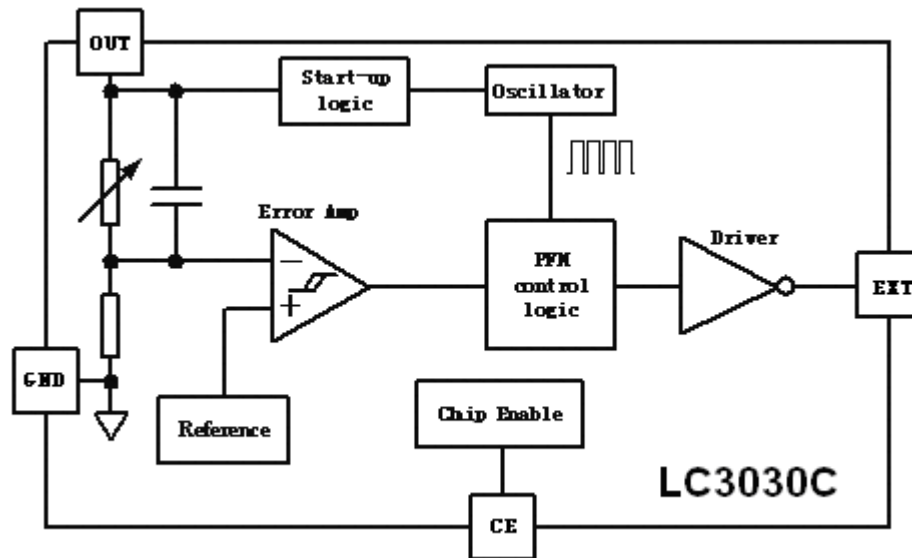 OUT
Start-up
logic
Oscillator
Error Amp
−
+
PFM
control
logic
Driver
EXT
GND
Reference
Chip Enable
CE
LC3030C